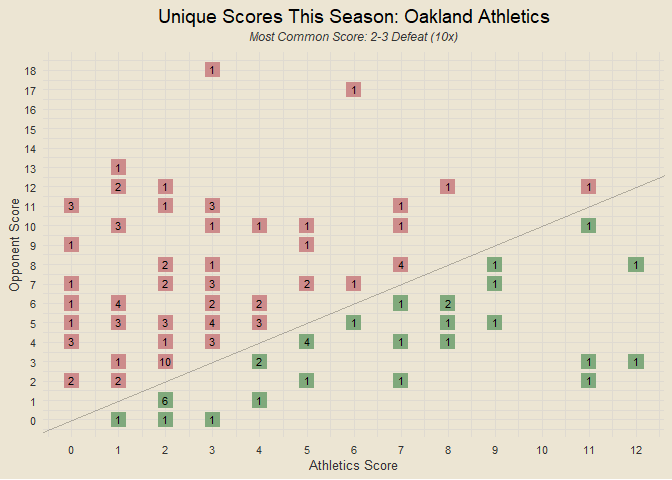 Unique Scores This Season: Oakland Athletics
Most Common Score: 2-3 Defeat (10x)
18 1
17 1
16
15
14
13 1
12 2 1 1 1
11 3 1 3 1
10 3 1 1 1 1 1
9 1 1
8 2 1 4 1 1
7 1 2 3 2 1 1
6 1 4 2 2 1 2
5 1 3 3 4 3 1 1 1
4 3 1 3 4 1 1
3 1 10 2 1 1
2 2 2 1 1 1
1 6 1
0 1 1 1
0 1 2 3 4 5 6 7 8 9 10 11 12
Athletics Score
Opponent Score